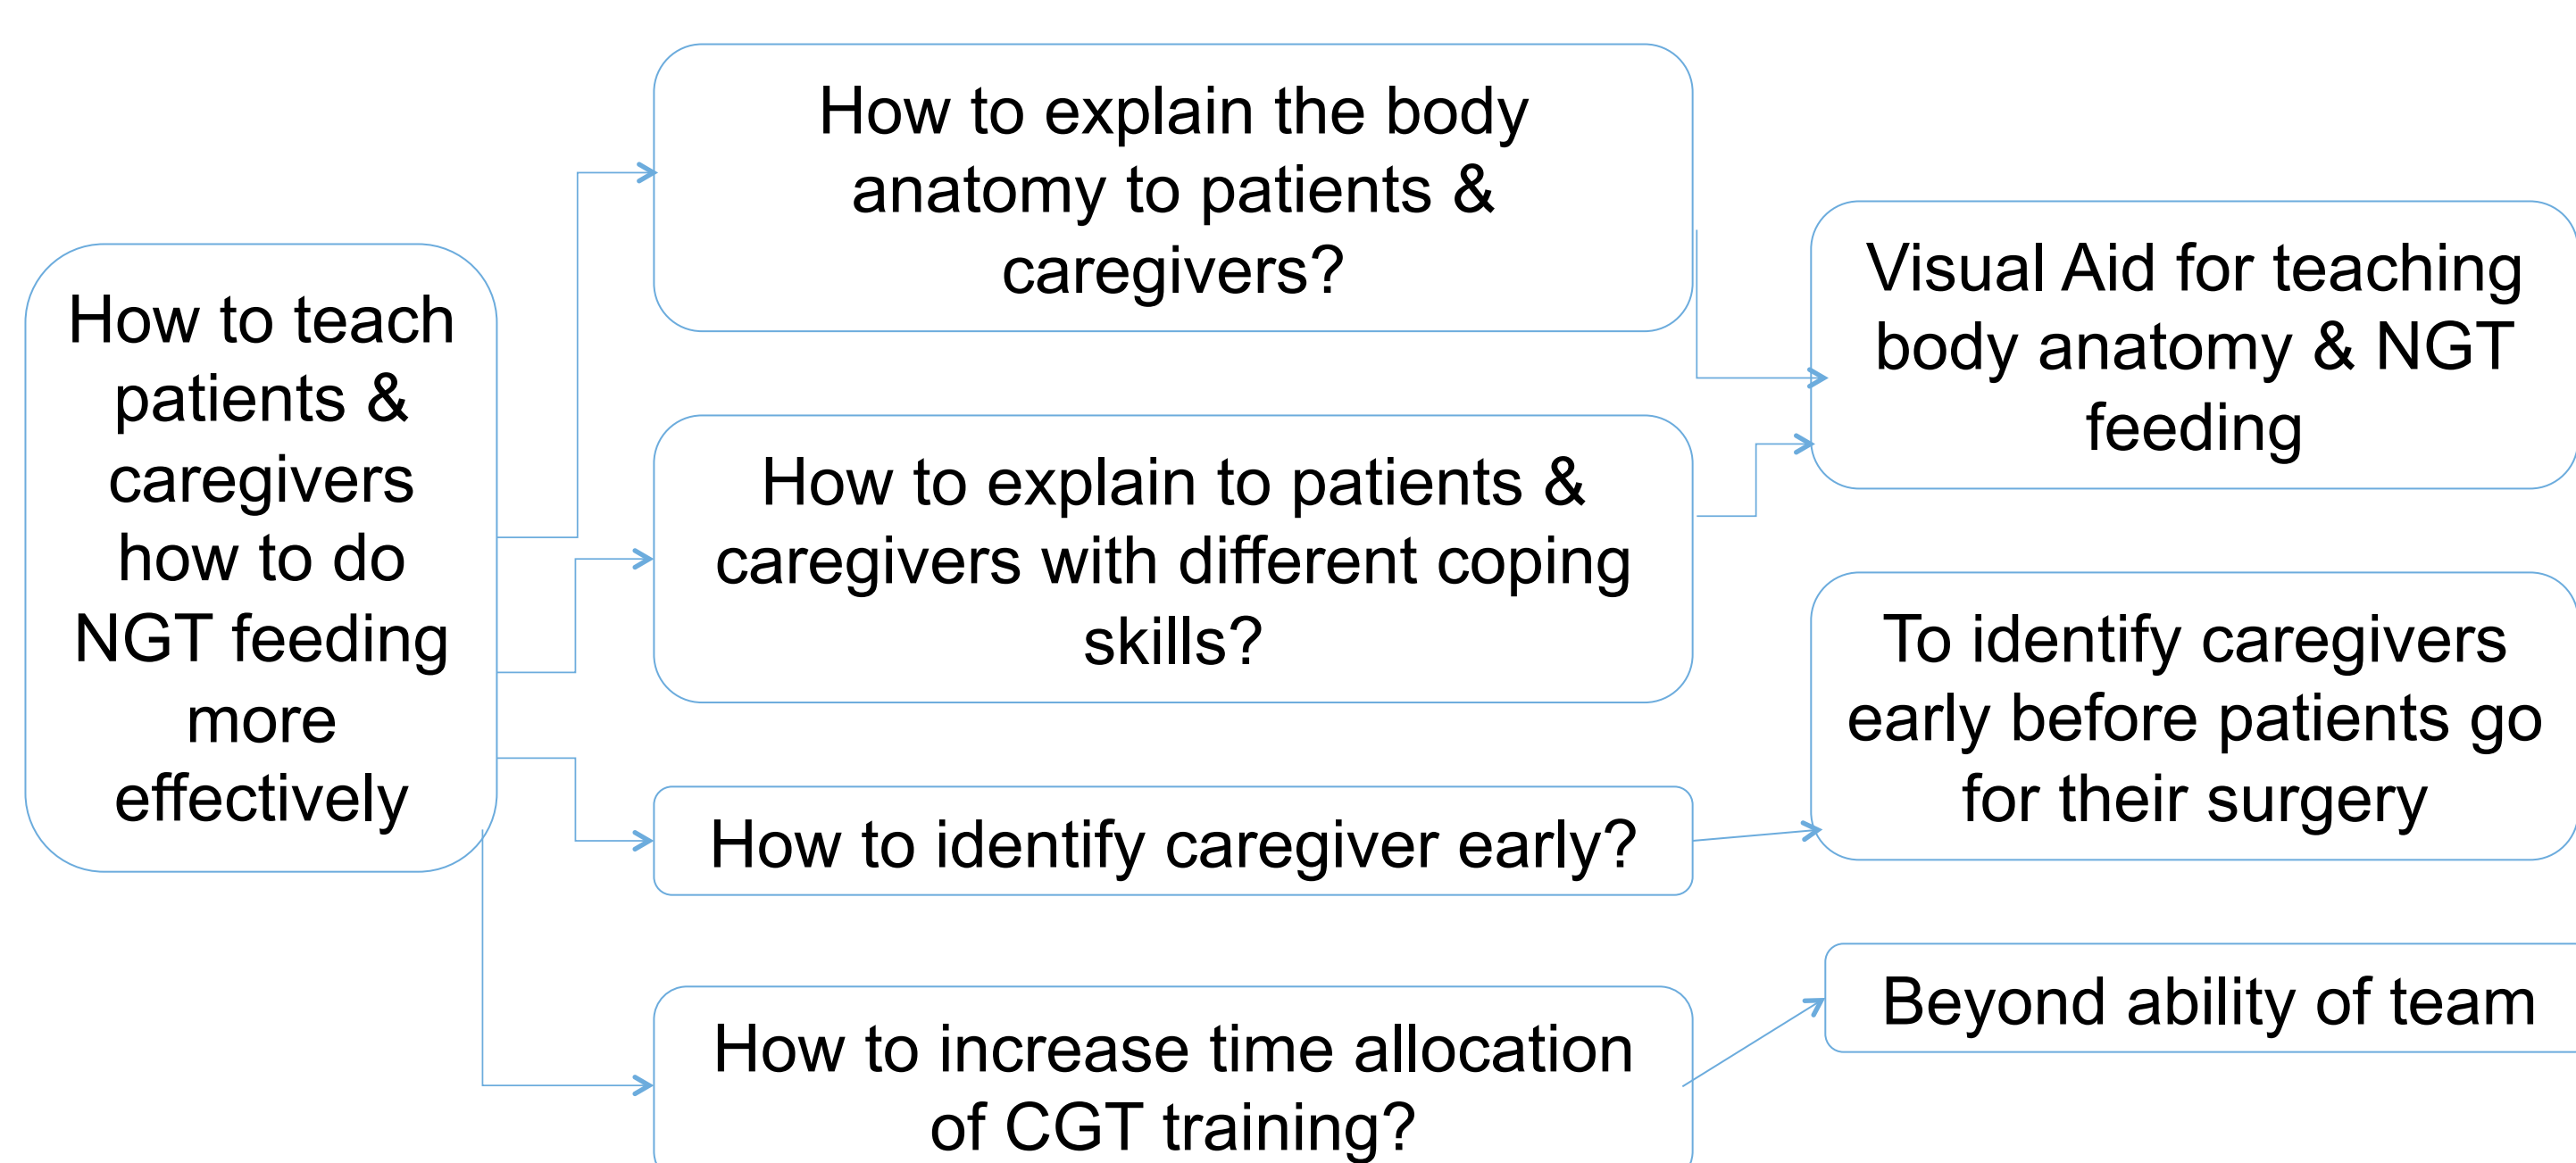 How to teach
patients &
caregivers
how to do
NGT feeding
more
effectively
How to explain the body
anatomy to patients &
caregivers?
How to explain to patients &
caregivers with different coping
skills?
How to identify caregiver early?
How to increase time allocation
of CGT training?
Visual Aid for teaching
body anatomy & NGT
feeding
To identify caregivers
early before patients go
for their surgery
Beyond ability of team